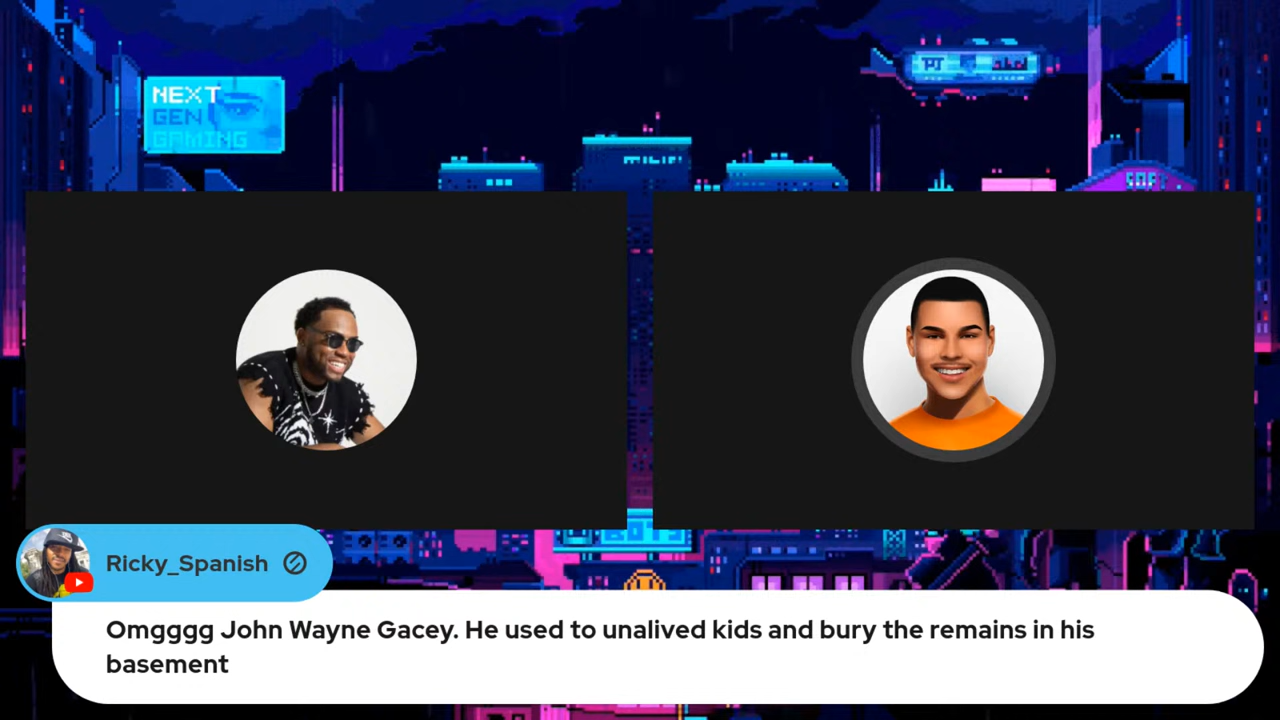 NEXT
GEN
GAMING
Ricky_Spanish
Omgggg John Wayne Gacey. He used to unalived kids and bury the remains in his
basement